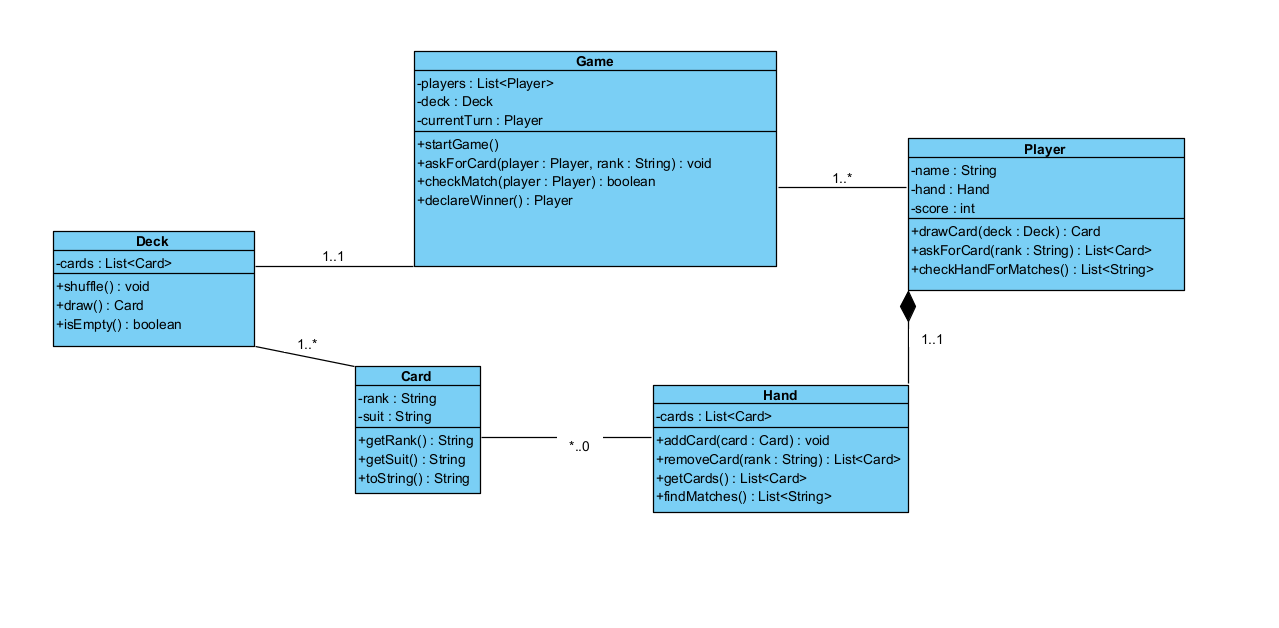 Game
-players : List<Player>
-deck : Deck
-currentTurn : Player
+startGame()
+askForCard(player : Player, rank : String) : void
+checkMatch(player : Player) : boolean
+declareWinner() : Player
1..*
Player
-name : String
-hand : Hand
-score : int
+drawCard(deck : Deck) : Card
+askForCard(rank : String) : List<Card>
+checkHandForMatches() : List<String>
Deck
-cards : List<Card>
+shuffle() : void
+draw() : Card
+isEmpty() : boolean
1..1
1..*
1..1
Card
-rank : String
-suit : String
+getRank() : String
+getSuit() : String
+toString() : String
*..0
Hand
-cards : List<Card>
+addCard(card : Card) : void
+removeCard(rank : String) : List<Card>
+getCards() : List<Card>
+findMatches() : List<String>